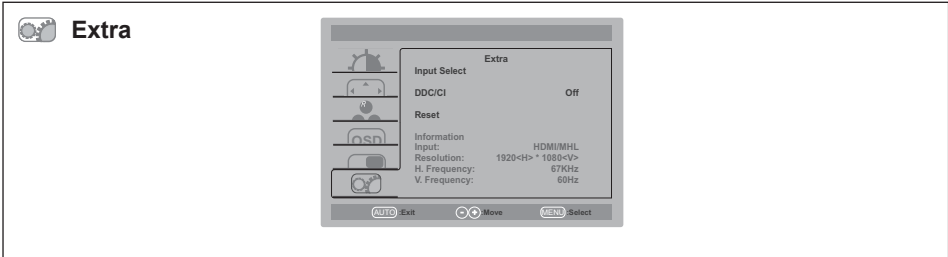 Extra
Extra
Input Select
DDC/CI Off
Reset
OSD
R
Information
Input: HDMI/MHL
Resolution: 1920<H> * 1080<V>
H. Frequency: 67KHz
V. Frequency: 60Hz
AUTO :Exit - + :Move MENU :Select